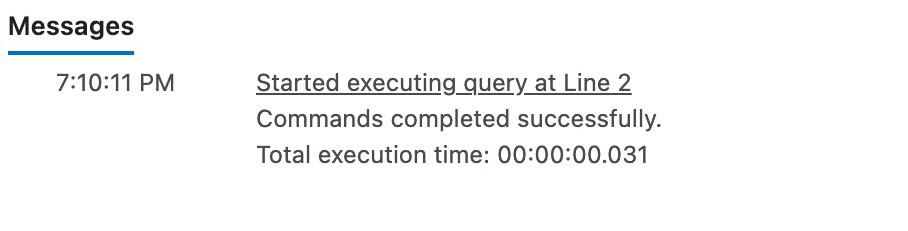 Messages
7:10:11 PM Started executing query at Line 2
Commands completed successfully.
Total execution time: 00:00:00.031